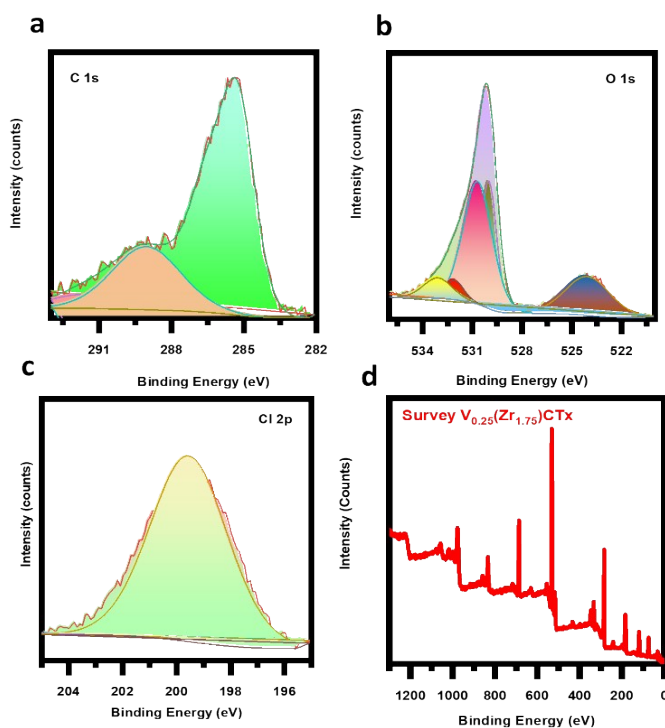 a
C 1s
Intensity (counts)
291 288 285 282
Binding Energy (eV)
b
O 1s
Intensity (counts)
534 531 528 525 522
Binding Energy (eV)
c
Cl 2p
Intensity (counts)
204 202 200 198 196
Binding Energy (eV)
d
Survey V0.25(Zr1.75)CTx
Intensity (Counts)
1200 1000 800 600 400 200 0
Binding Energy (eV)